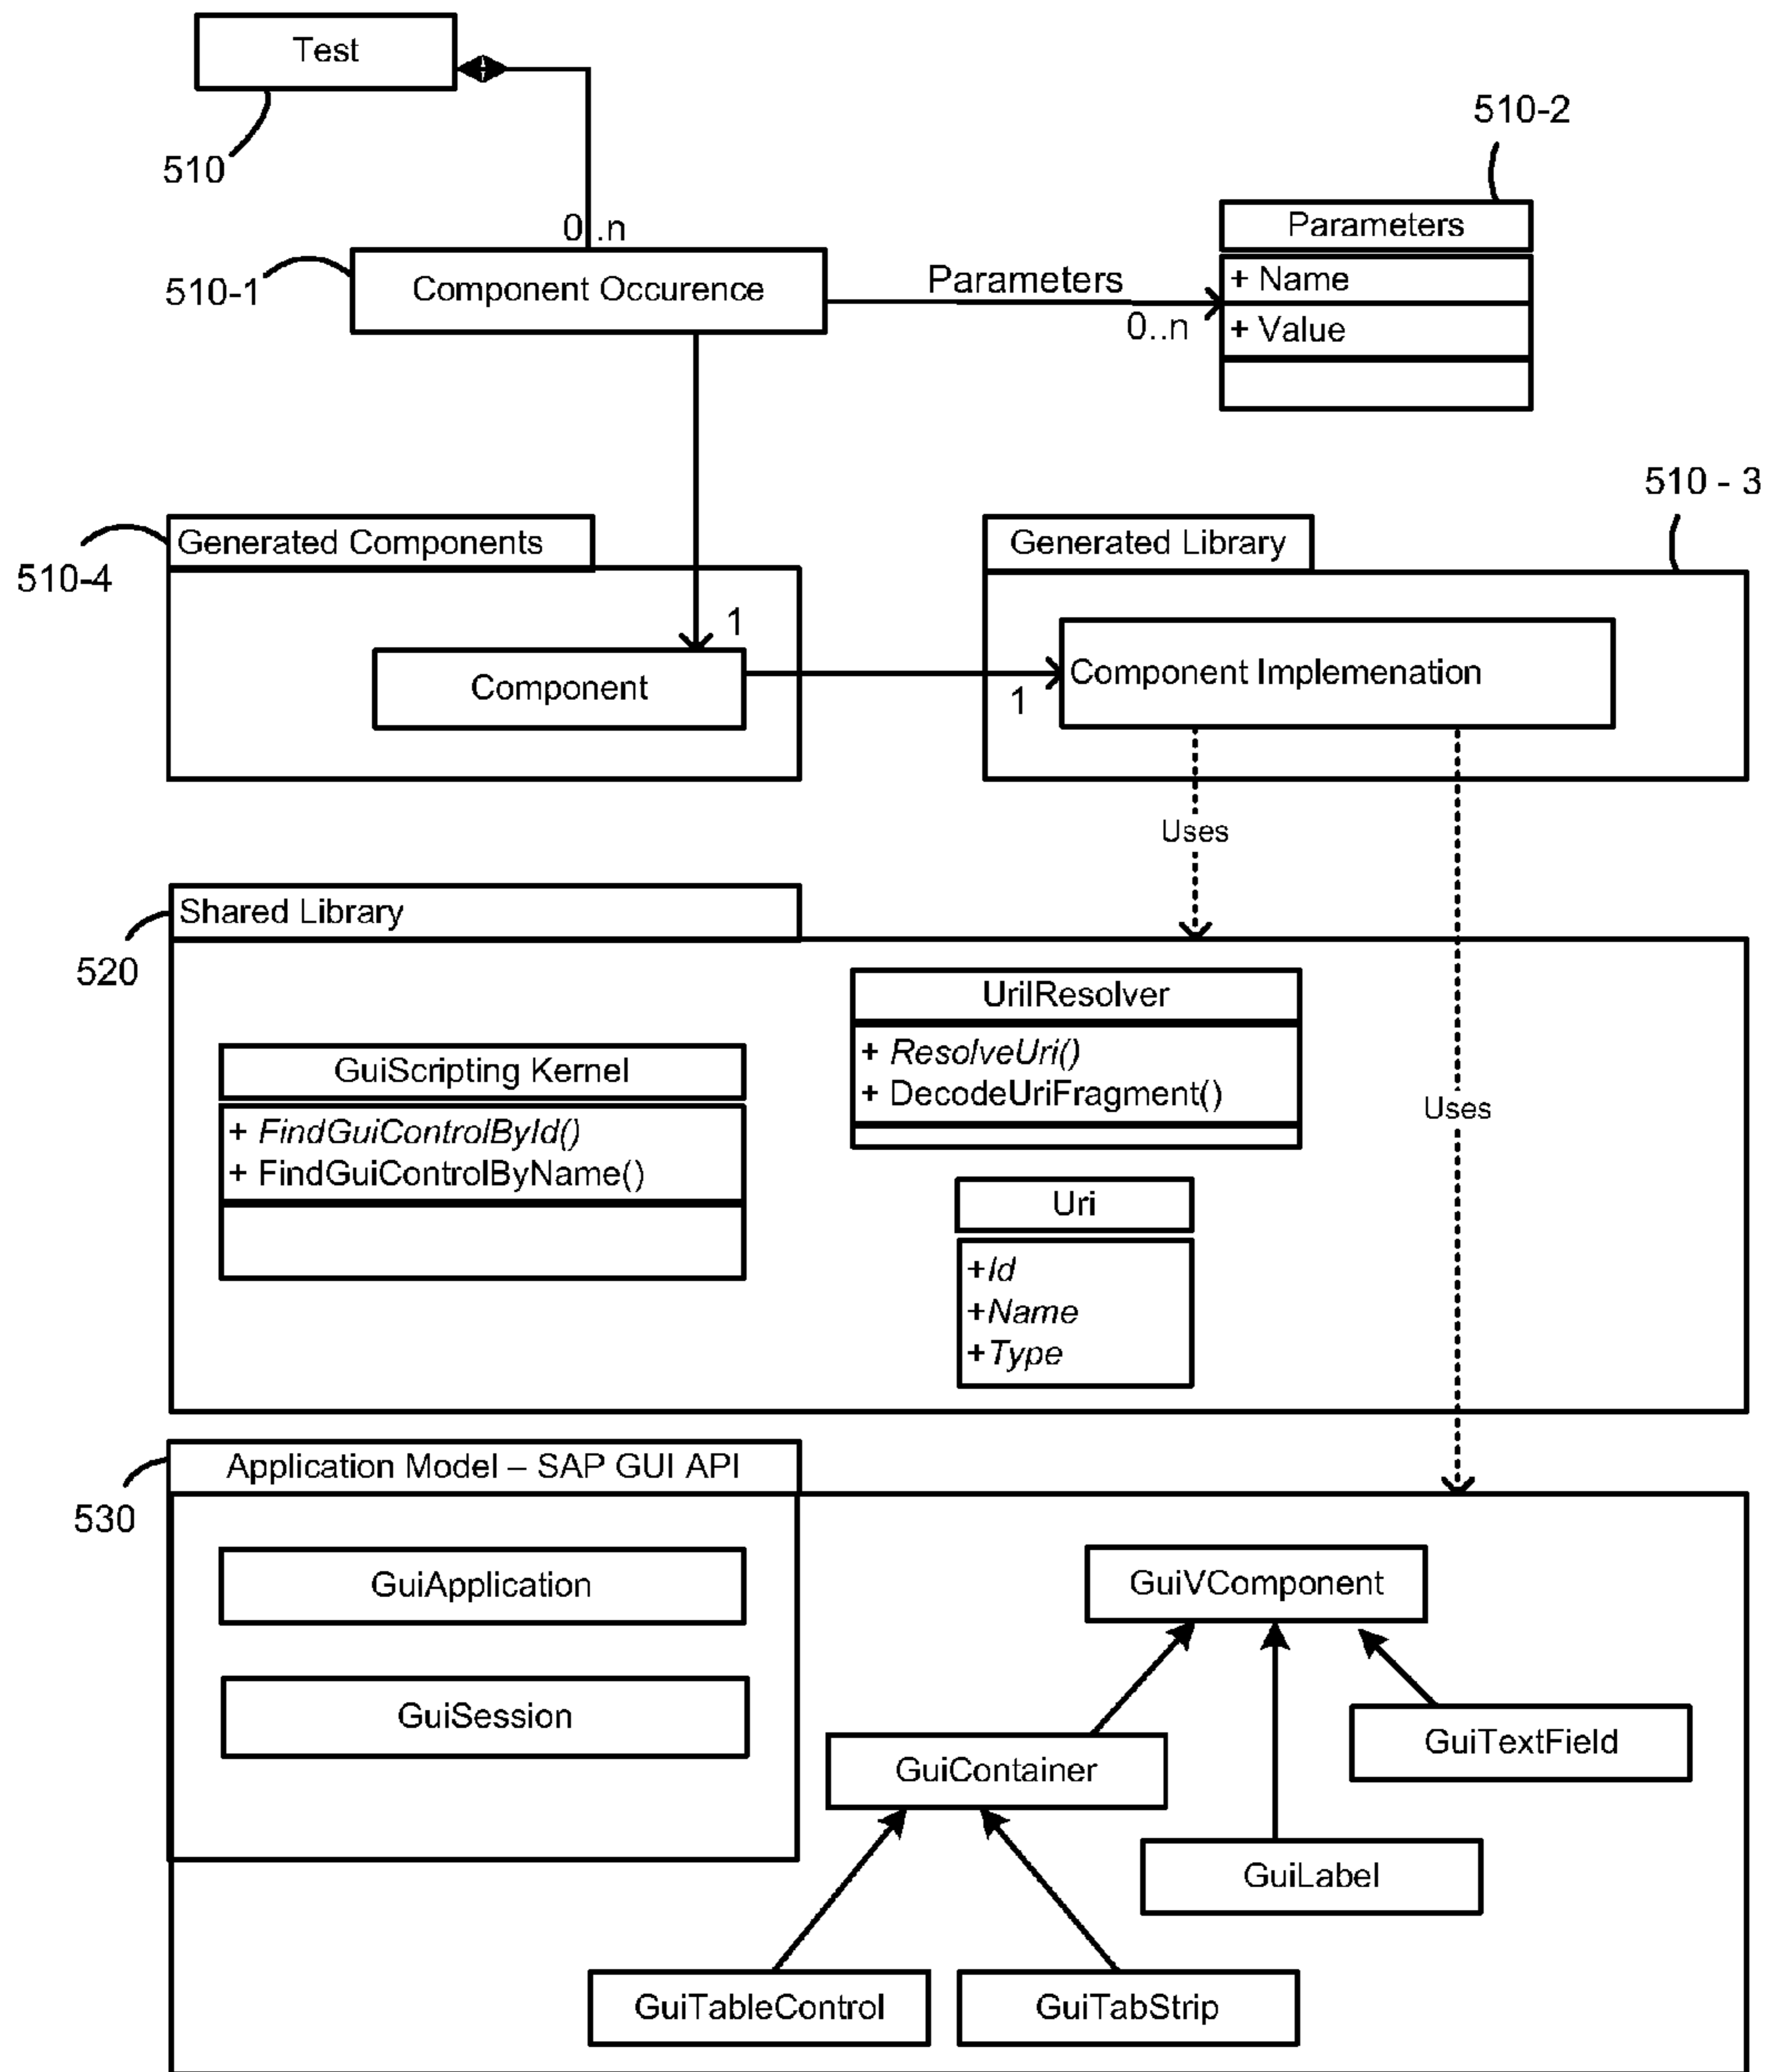 Test
510
510-2
0..n
Parameters
510-1
Component Occurence
Parameters
+ Name
0..n
+ Value
510 - 3
Generated Components
Generated Library
510-4
1
Component
Component Implemenation
1
Uses
Shared Library
520
UrilResolver
+ ResolveUri()
+ DecodeUriFragment()
GuiScripting Kernel
+ FindGuiControlById()
+ FindGuiControlByName()
Uses
Uri
+Id
+Name
+Type
Application Model – SAP GUI API
530
GuiApplication
GuiVComponent
GuiSession
GuiTextField
GuiContainer
GuiLabel
GuiTableControl
GuiTabStrip